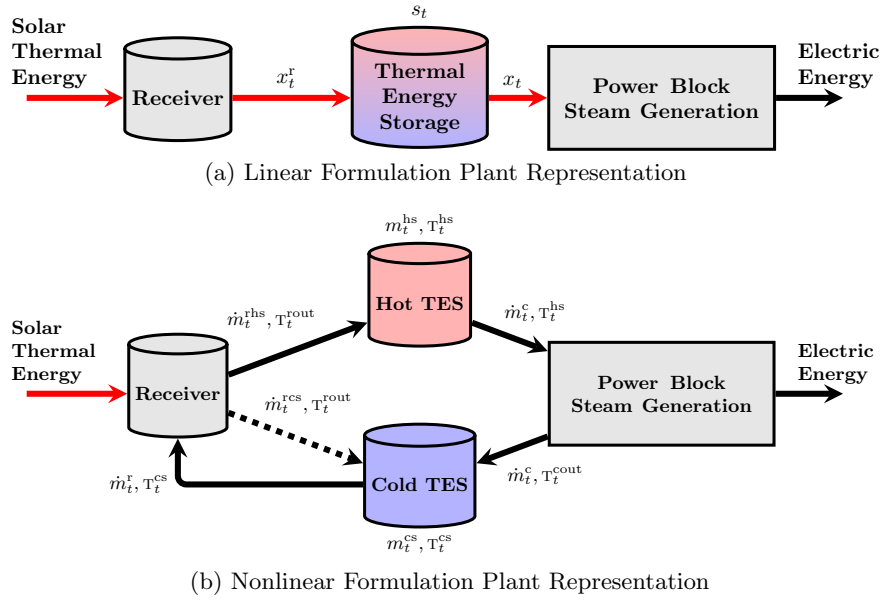 Solar
Thermal
Energy
Receiver
x_t^r
s_t
Thermal
Energy
Storage
x_t
Power Block
Steam Generation
Electric
Energy
(a) Linear Formulation Plant Representation
m_t^hs, T_t^hs
Hot TES
ṁ_t^rhs, T_t^rout
ṁ_t^c, T_t^hs
Solar
Thermal
Energy
Receiver
ṁ_t^rcs, T_t^rout
Power Block
Steam Generation
Electric
Energy
Cold TES
ṁ_t^r, T_t^cs
ṁ_t^c, T_t^cout
m_t^cs, T_t^cs
(b) Nonlinear Formulation Plant Representation